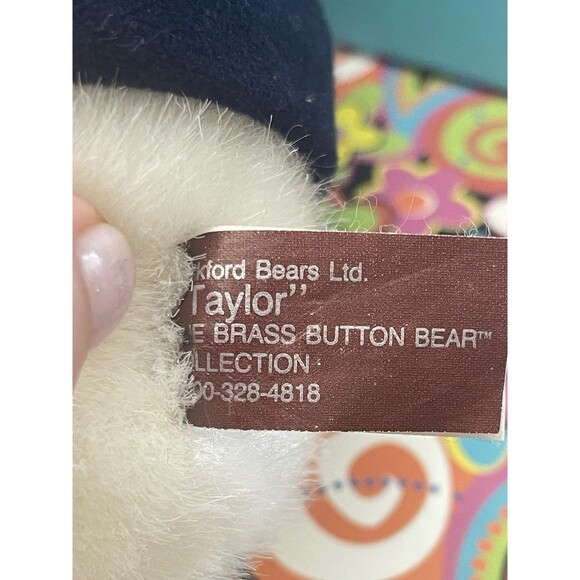 kford Bears Ltd.
Taylor"
E BRASS BUTTON BEAR™
LLECTION
00-328-4818